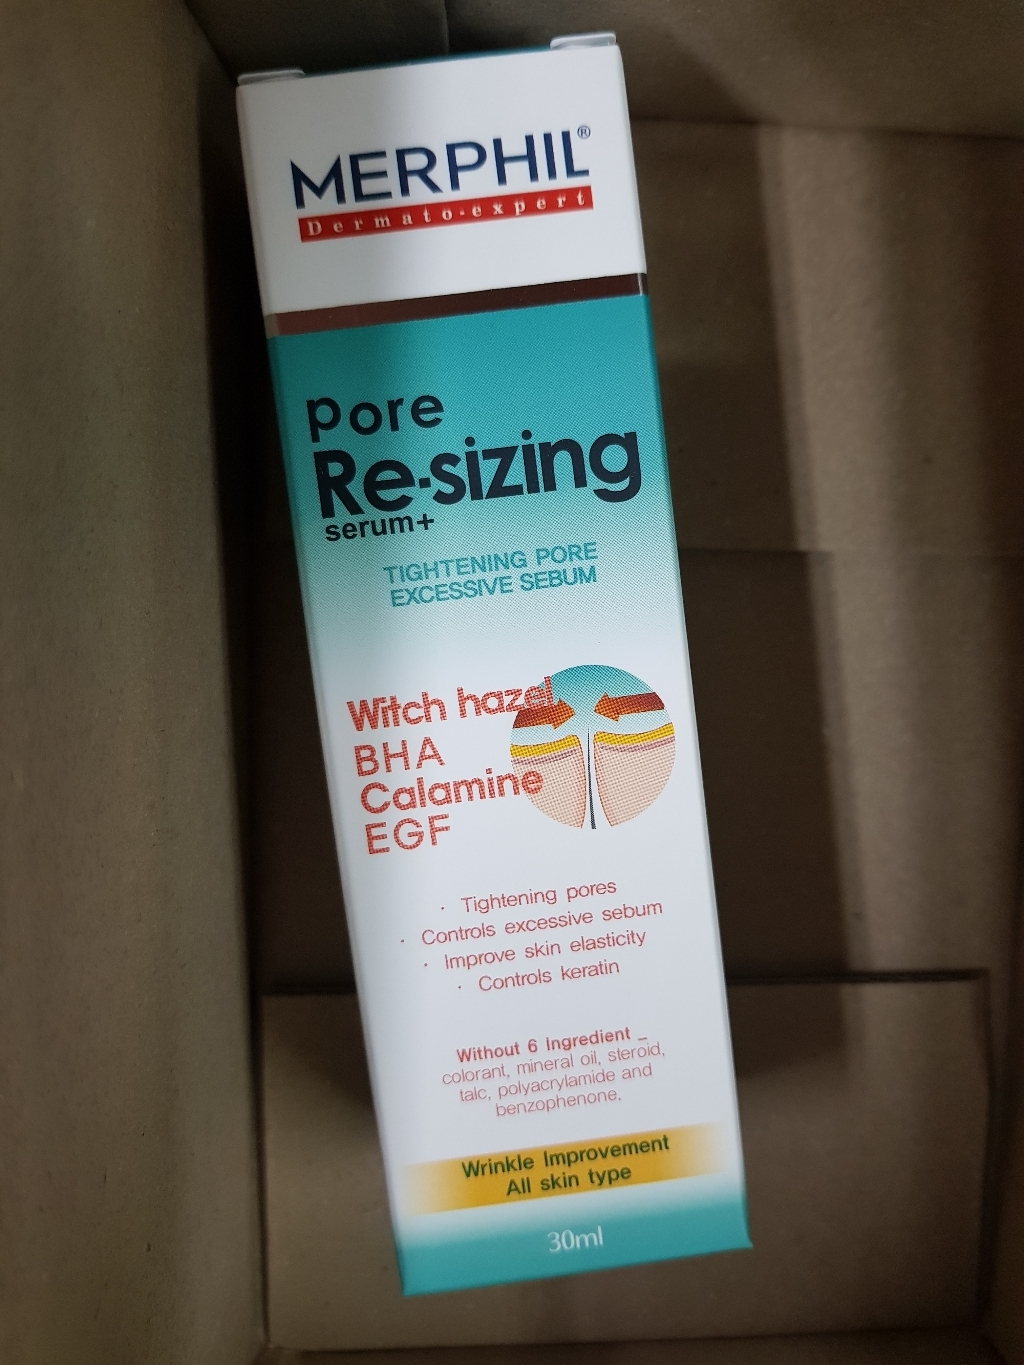 MERPHIL®
Dermato-expert
pore
Re-sizing
serum+
TIGHTENING PORE
EXCESSIVE SEBUM
Witch hazel
BHA
Calamine
EGF
· Tightening pores
· Controls excessive sebum
· Improve skin elasticity
· Controls keratin
Without 6 Ingredient _
colorant, mineral oil, steroid,
talc, polyacrylamide and
benzophenone.
Wrinkle Improvement
All skin type
30ml